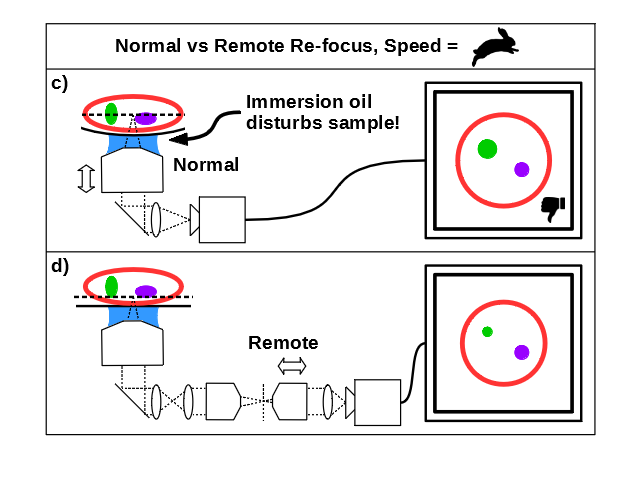 Normal vs Remote Re-focus, Speed =
c)
Immersion oil
disturbs sample!
Normal
d)
Remote